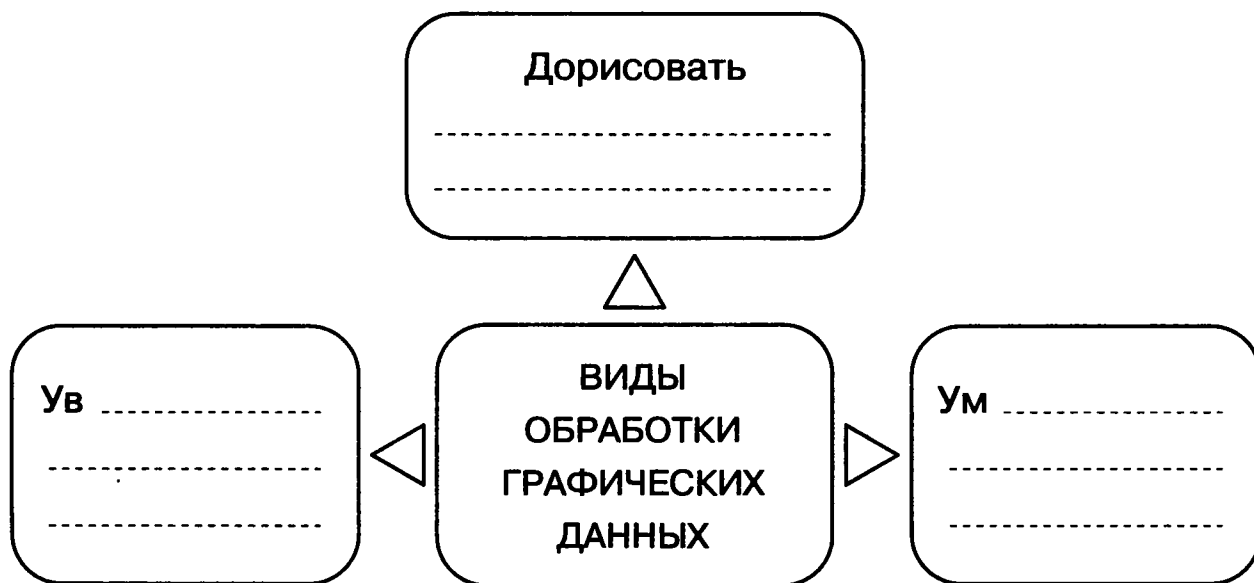 Дорисовать
Ув
ВИДЫ
ОБРАБОТКИ
ГРАФИЧЕСКИХ
ДАННЫХ
Ум